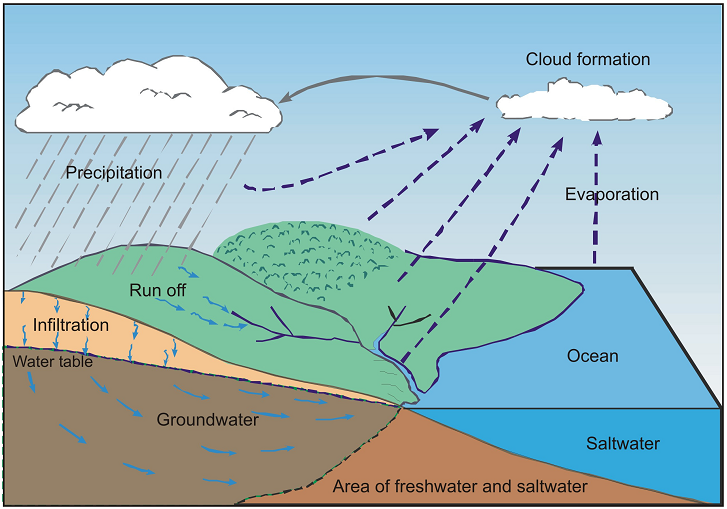 Cloud formation
Precipitation
Evaporation
Run off
Infiltration
Water table
Ocean
Groundwater
Saltwater
Area of freshwater and saltwater